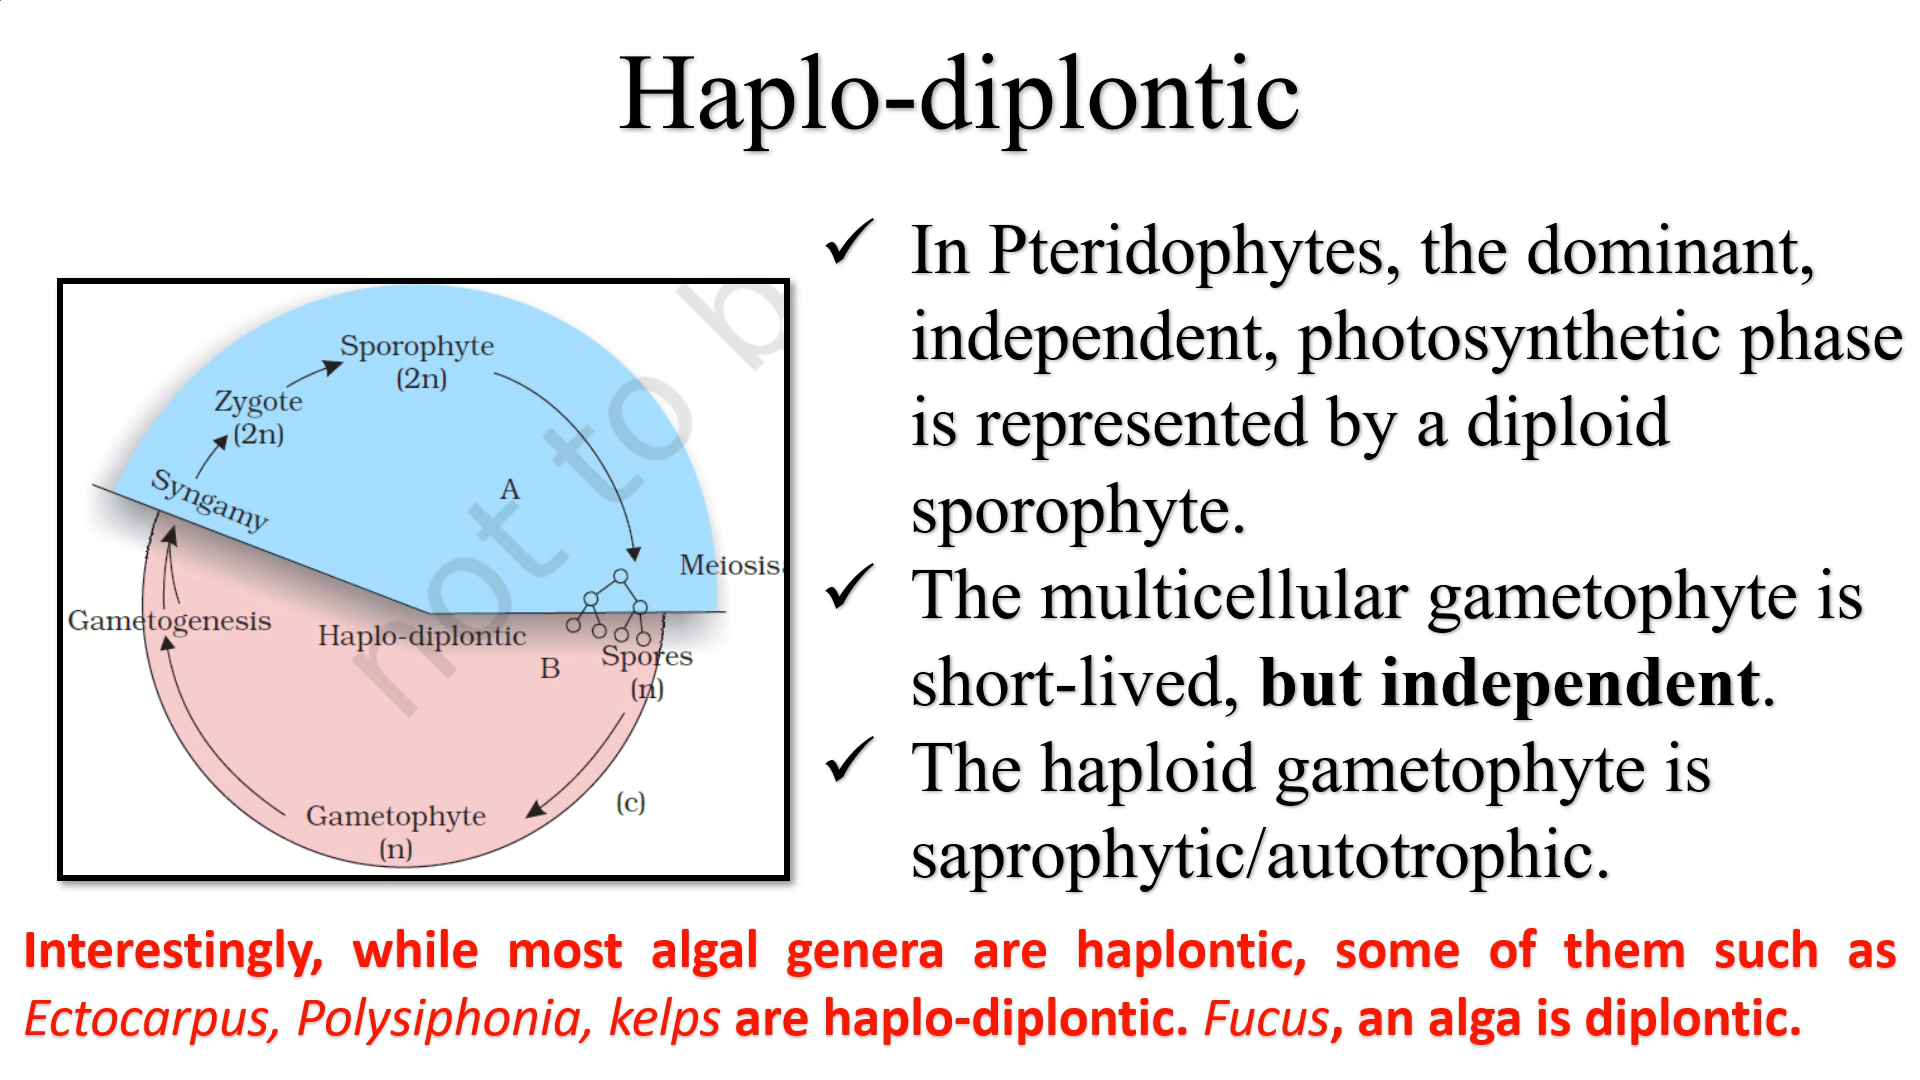 Haplo-diplontic
Sporophyte
(2n)
Zygote
(2n)
Syngamy
A
Meiosis
Gametogenesis
Haplo-diplontic
B
Spores
(n)
Gametophyte
(n)
(c)
not to b
✓ In Pteridophytes, the dominant,
independent, photosynthetic phase
is represented by a diploid
sporophyte.
✓ The multicellular gametophyte is
short-lived, but independent.
✓ The haploid gametophyte is
saprophytic/autotrophic.
Interestingly, while most algal genera are haplontic, some of them such as
Ectocarpus, Polysiphonia, kelps are haplo-diplontic. Fucus, an alga is diplontic.